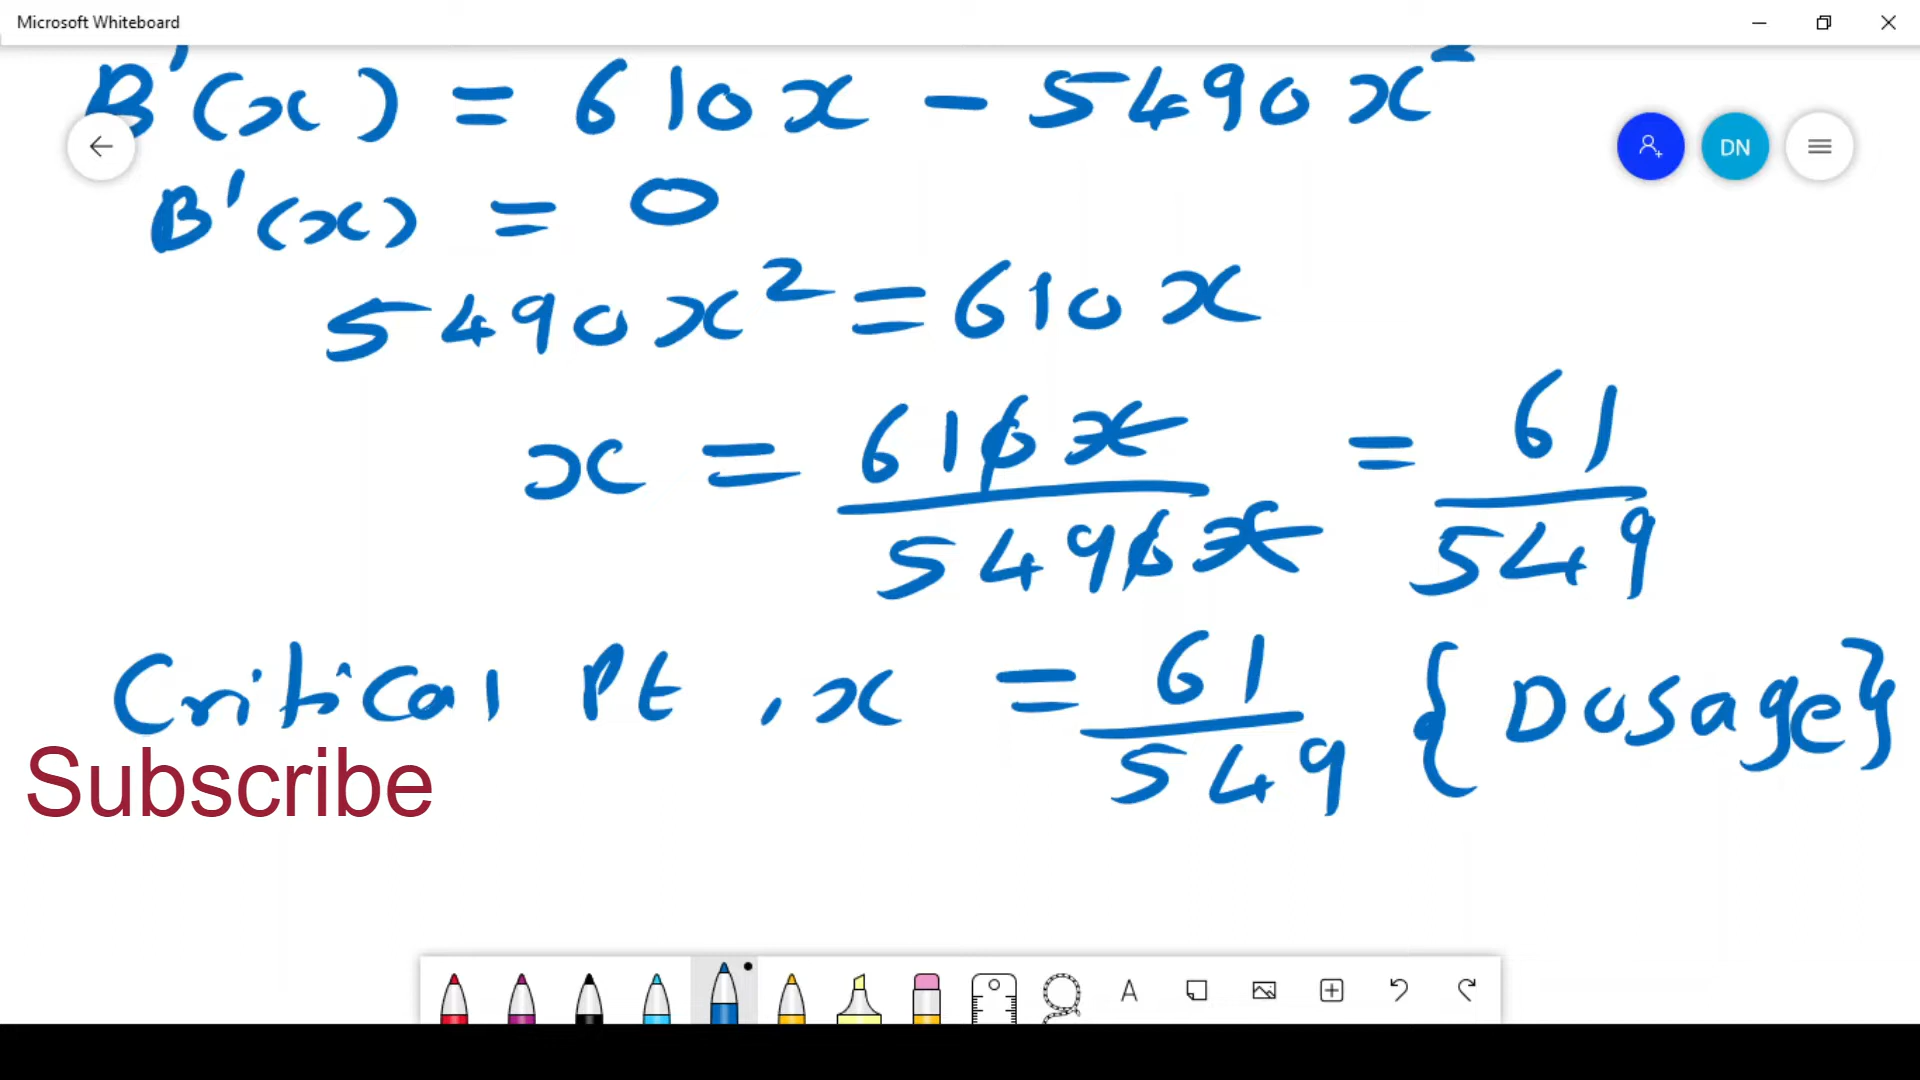 Microsoft Whiteboard
B'(x) = 610x - 5490x²
DN
B'(x) = 0
5490x² = 610x
x = 610x / 5490x = 61 / 549
Critical Pt, x = 61 / 549 {Dosage}
Subscribe
A